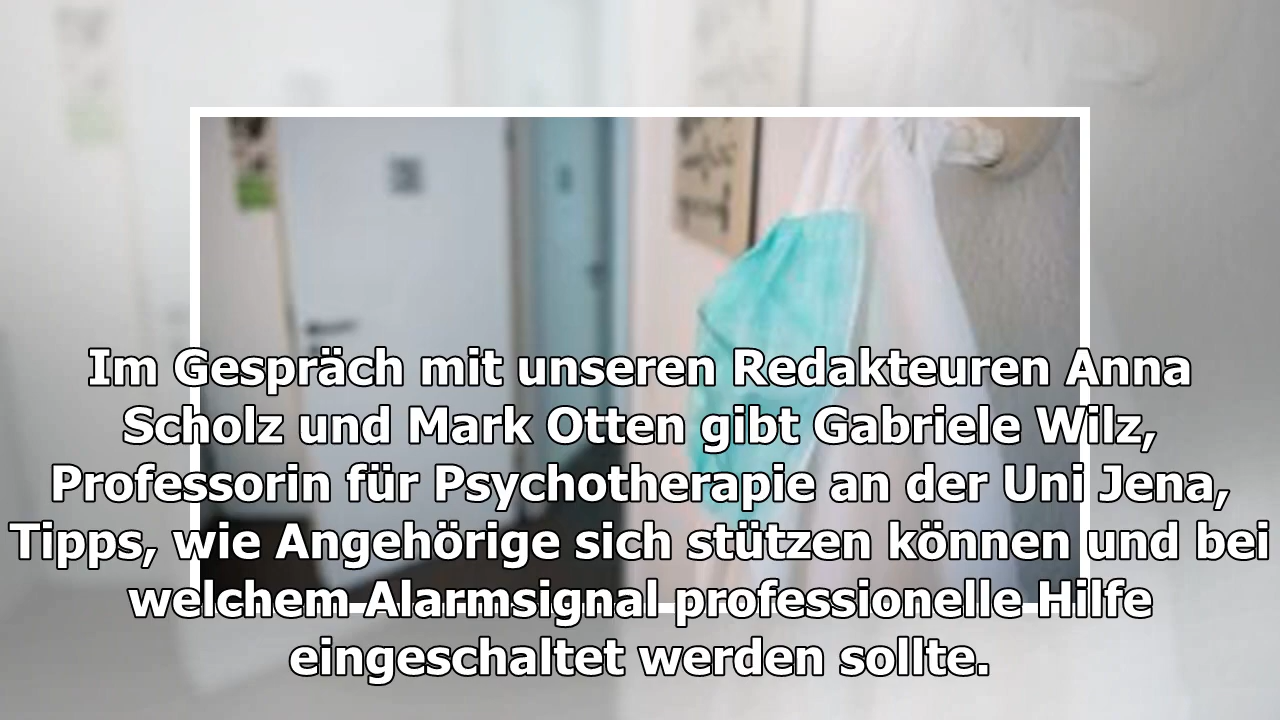 Im Gespräch mit unseren Redakteuren Anna
Scholz und Mark Otten gibt Gabriele Wilz,
Professorin für Psychotherapie an der Uni Jena,
Tipps, wie Angehörige sich stützen können und bei
welchem Alarmsignal professionelle Hilfe
eingeschaltet werden sollte.